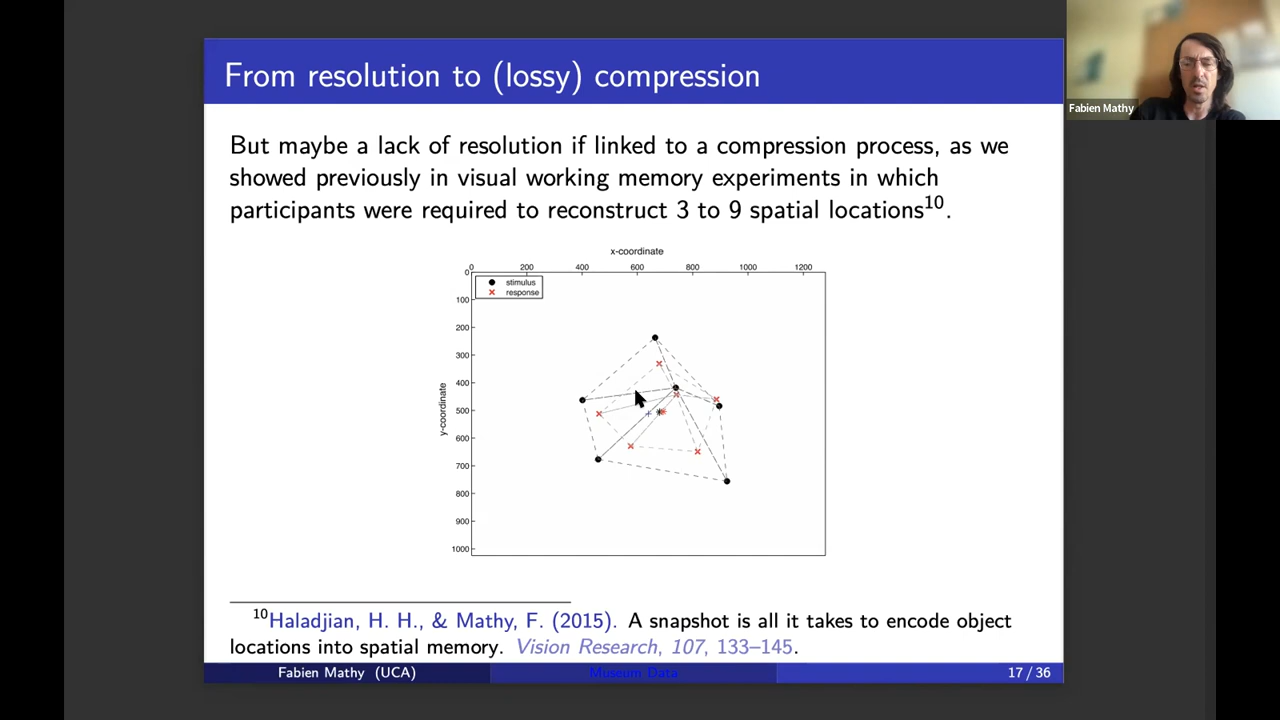 From resolution to (lossy) compression
Fabien Mathy
But maybe a lack of resolution if linked to a compression process, as we
showed previously in visual working memory experiments in which
participants were required to reconstruct 3 to 9 spatial locations10.
x-coordinate
0 200 400 600 800 1000 1200
stimulus
response
y-coordinate
0
100
200
300
400
500
600
700
800
900
1000
10Haladjian, H. H., & Mathy, F. (2015). A snapshot is all it takes to encode object
locations into spatial memory. Vision Research, 107, 133–145.
Fabien Mathy (UCA) Museum Data 17 / 36